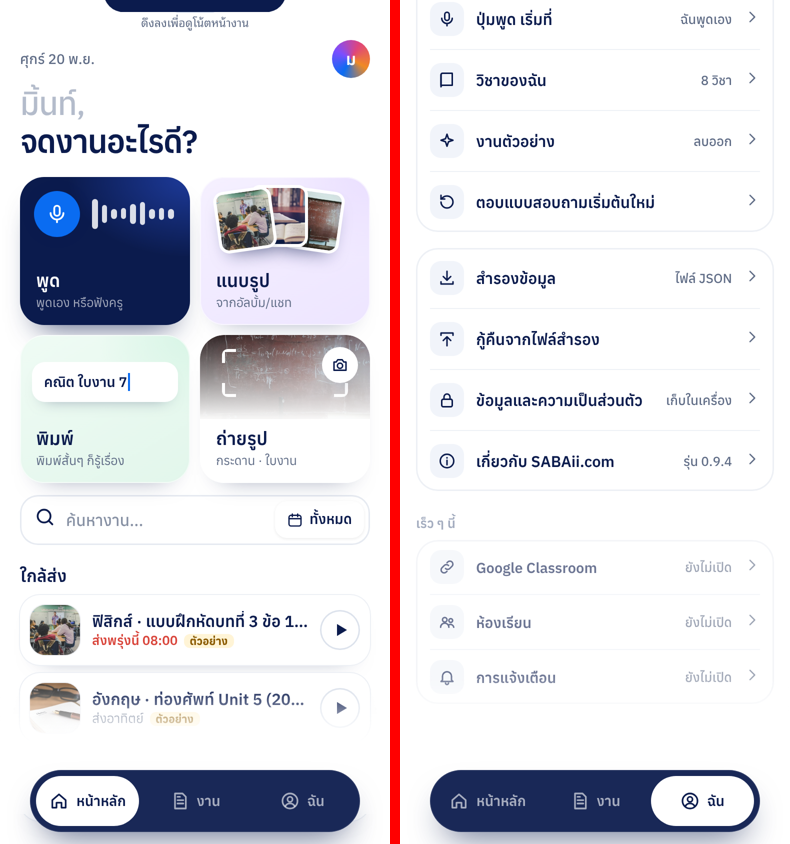 ดึงลงเพื่อดูโน้ตหน้างาน
ศุกร์ 20 พ.ย.
ม
มิ้นท์,
จดงานอะไรดี?
พูด
พูดเอง หรือฟังครู
แนบรูป
จากอัลบั้ม/แชท
คณิต ใบงาน 7
พิมพ์
พิมพ์สั้นๆ ก็รู้เรื่อง
ถ่ายรูป
กระดาน · ใบงาน
ค้นหางาน...
ทั้งหมด
ใกล้ส่ง
ฟิสิกส์ · แบบฝึกหัดบทที่ 3 ข้อ 1...
ส่งพรุ่งนี้ 08:00 ตัวอย่าง
อังกฤษ · ท่องศัพท์ Unit 5 (20...
ส่งอาทิตย์ ตัวอย่าง
หน้าหลัก งาน ฉัน
ปุ่มพูด เริ่มที่ ฉันพูดเอง
วิชาของฉัน 8 วิชา
งานตัวอย่าง ลบออก
ตอบแบบสอบถามเริ่มต้นใหม่
สำรองข้อมูล ไฟล์ JSON
กู้คืนจากไฟล์สำรอง
ข้อมูลและความเป็นส่วนตัว เก็บในเครื่อง
เกี่ยวกับ SABAii.com รุ่น 0.9.4
เร็ว ๆ นี้
Google Classroom ยังไม่เปิด
ห้องเรียน ยังไม่เปิด
การแจ้งเตือน ยังไม่เปิด
หน้าหลัก งาน ฉัน